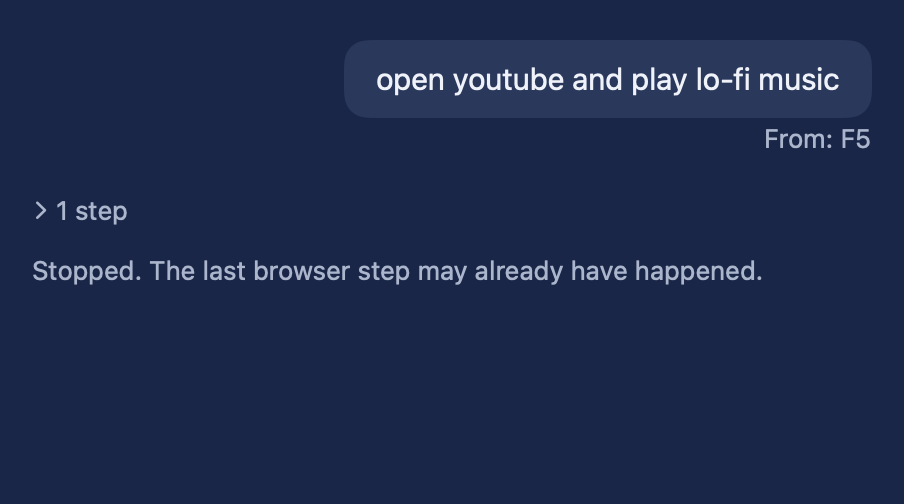 open youtube and play lo-fi music
From: F5
> 1 step
Stopped. The last browser step may already have happened.